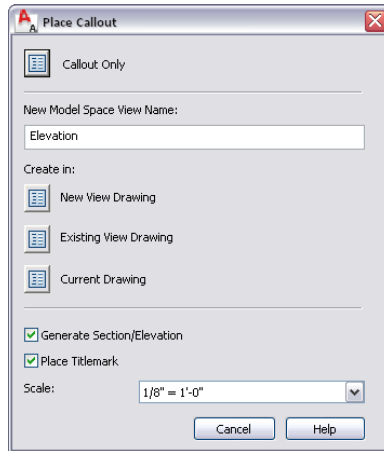 Place Callout
Callout Only
New Model Space View Name:
Elevation
Create in:
New View Drawing
Existing View Drawing
Current Drawing
Generate Section/Elevation
Place Titlemark
Scale: 1/8" = 1'-0"
Cancel Help